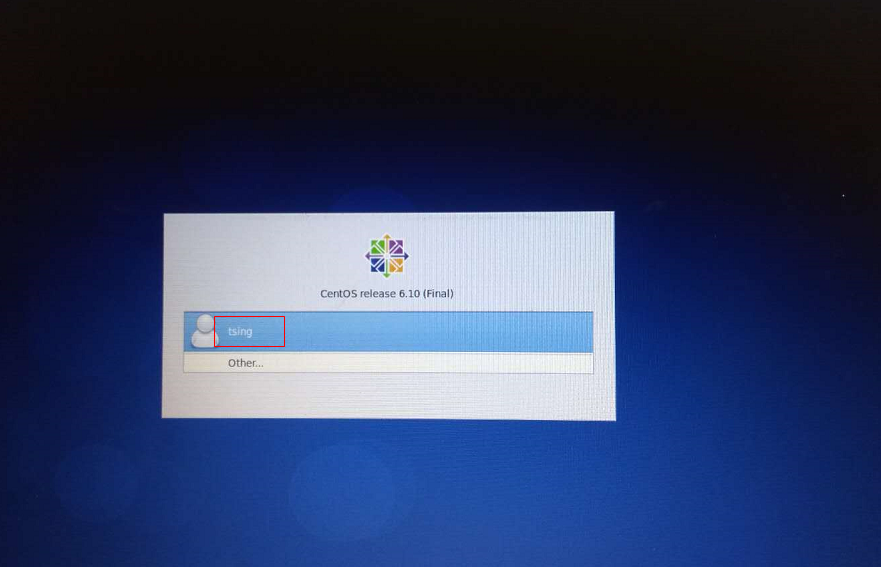 CentOS release 6.10 (Final)
tsing
Other...